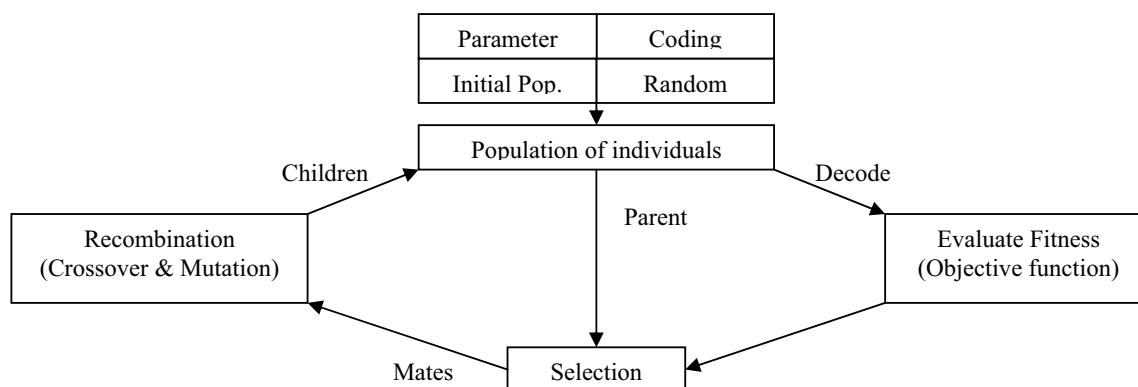 Parameter Coding
Initial Pop. Random
Population of individuals
Children
Decode
Parent
Recombination
(Crossover & Mutation)
Evaluate Fitness
(Objective function)
Mates
Selection